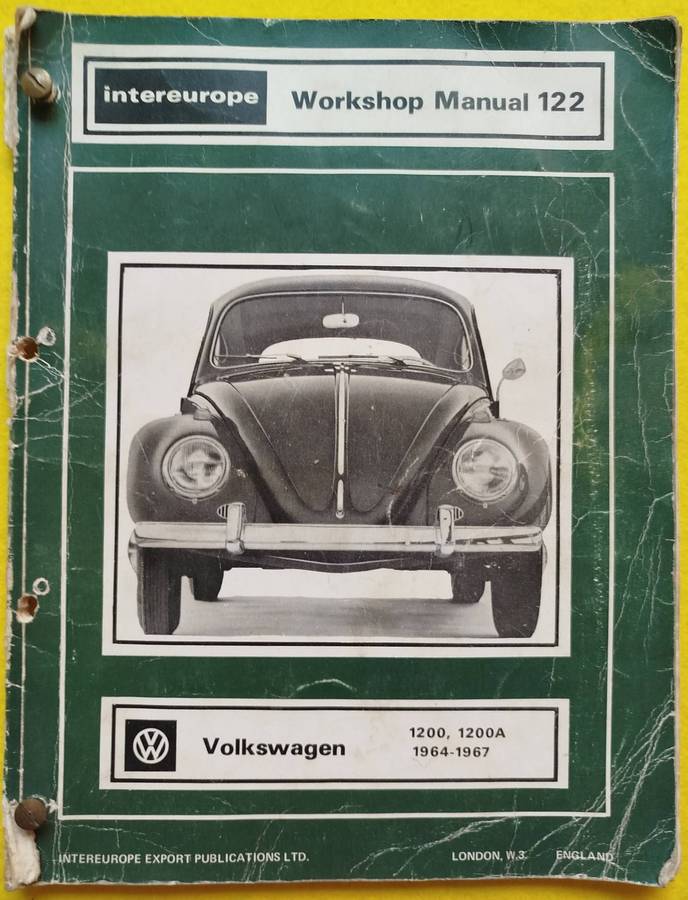 intereurope Workshop Manual 122
Volkswagen
1200, 1200A
1964-1967
INTEREUROPE EXPORT PUBLICATIONS LTD. LONDON, W.3. ENGLAND